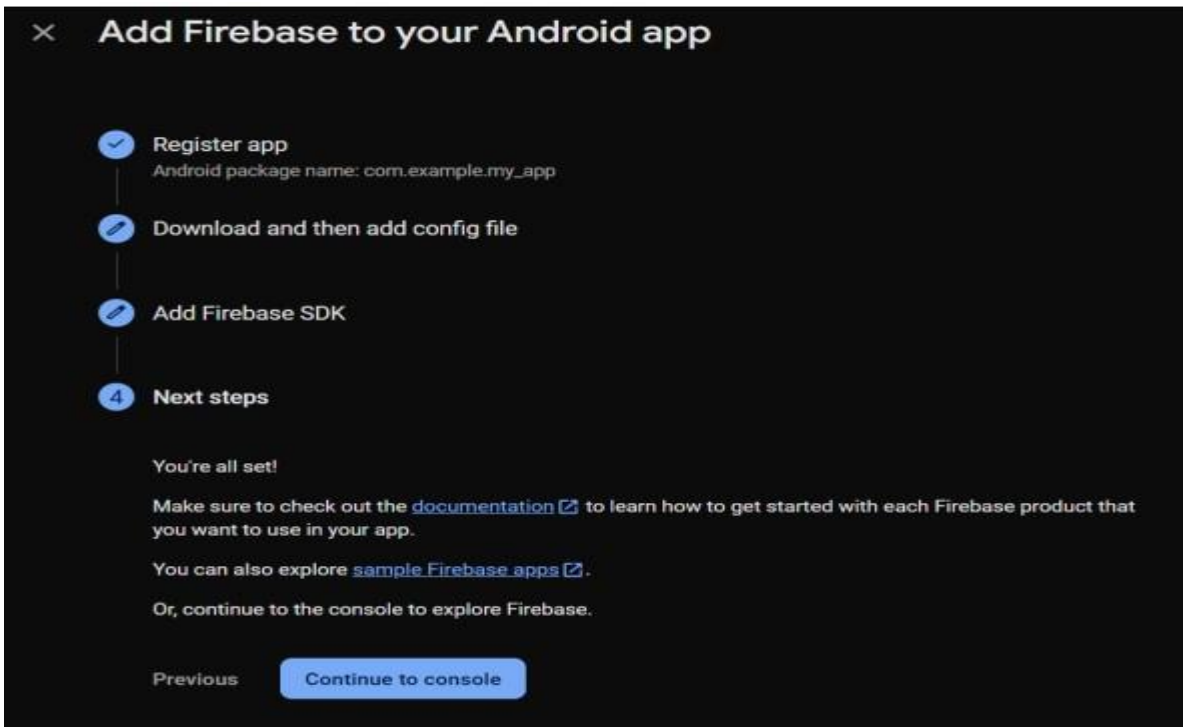 Add Firebase to your Android app
Register app
Android package name: com.example.my_app
Download and then add config file
Add Firebase SDK
4 Next steps
You're all set!
Make sure to check out the documentation to learn how to get started with each Firebase product that
you want to use in your app.
You can also explore sample Firebase apps.
Or, continue to the console to explore Firebase.
Previous Continue to console